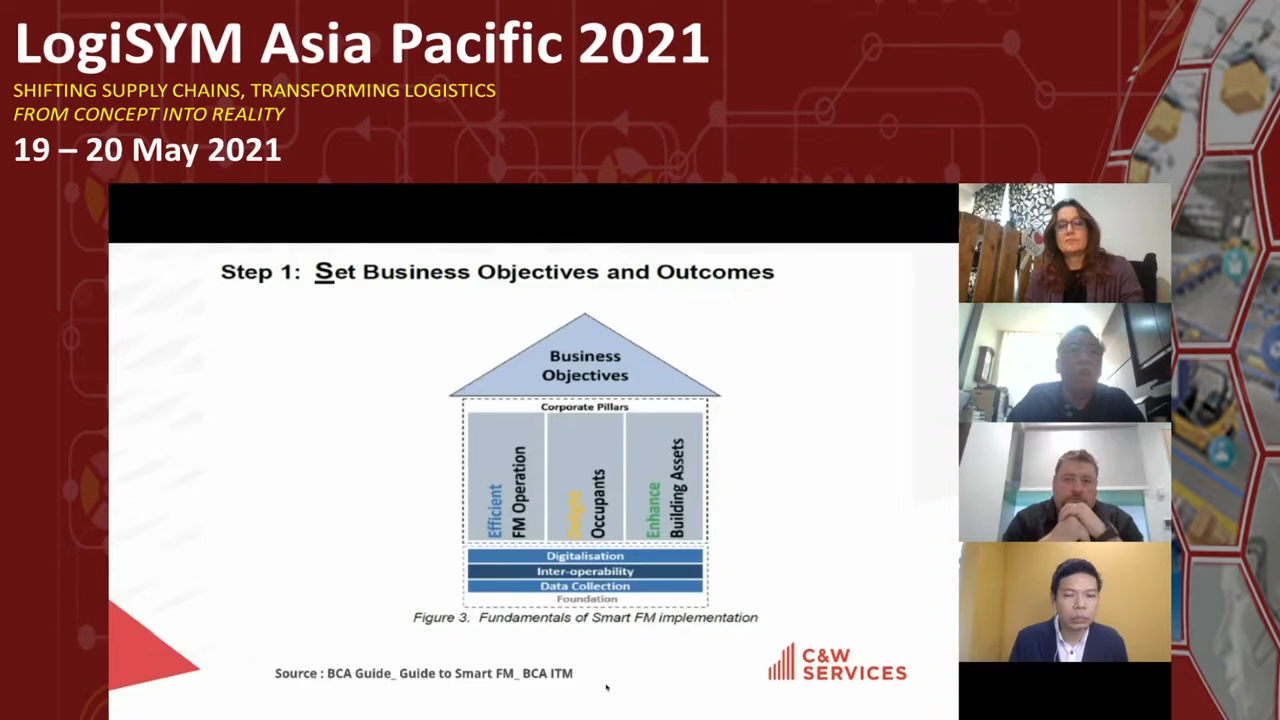 LogiSYM Asia Pacific 2021
SHIFTING SUPPLY CHAINS, TRANSFORMING LOGISTICS
FROM CONCEPT INTO REALITY
19 – 20 May 2021
Step 1: Set Business Objectives and Outcomes
Business
Objectives
Corporate Pillars
Efficient
FM Operation
Occupants
Enhance
Building Assets
Digitalisation
Inter-operability
Data Collection
Foundation
Figure 3. Fundamentals of Smart FM implementation
Source : BCA Guide_ Guide to Smart FM_ BCA ITM
C&W
SERVICES